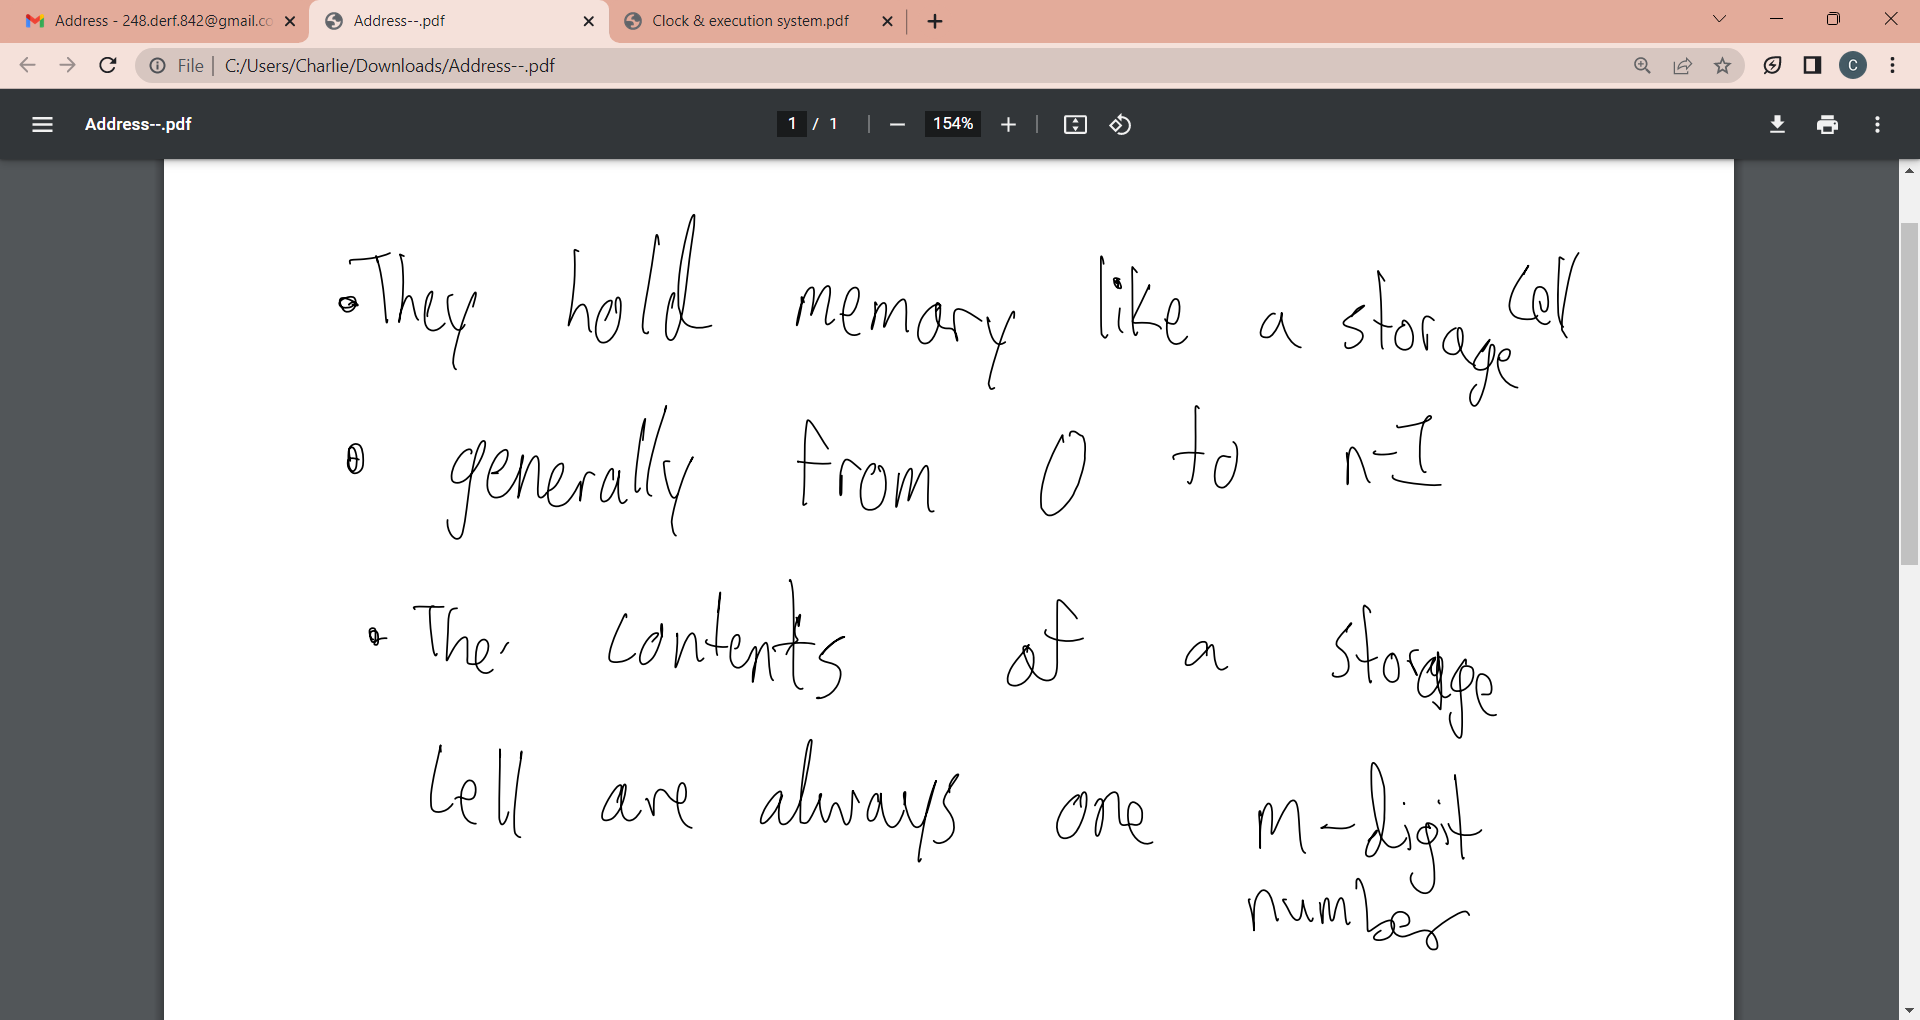 Address - 248.derf.842@gmail.co
Address--.pdf
Clock & execution system.pdf
File | C:/Users/Charlie/Downloads/Address--.pdf
C
Address--.pdf
1 / 1
154%
• They hold memory like a storage cell
• generally from 0 to n-1
• The contents of a storage
cell are always one m-digit
number